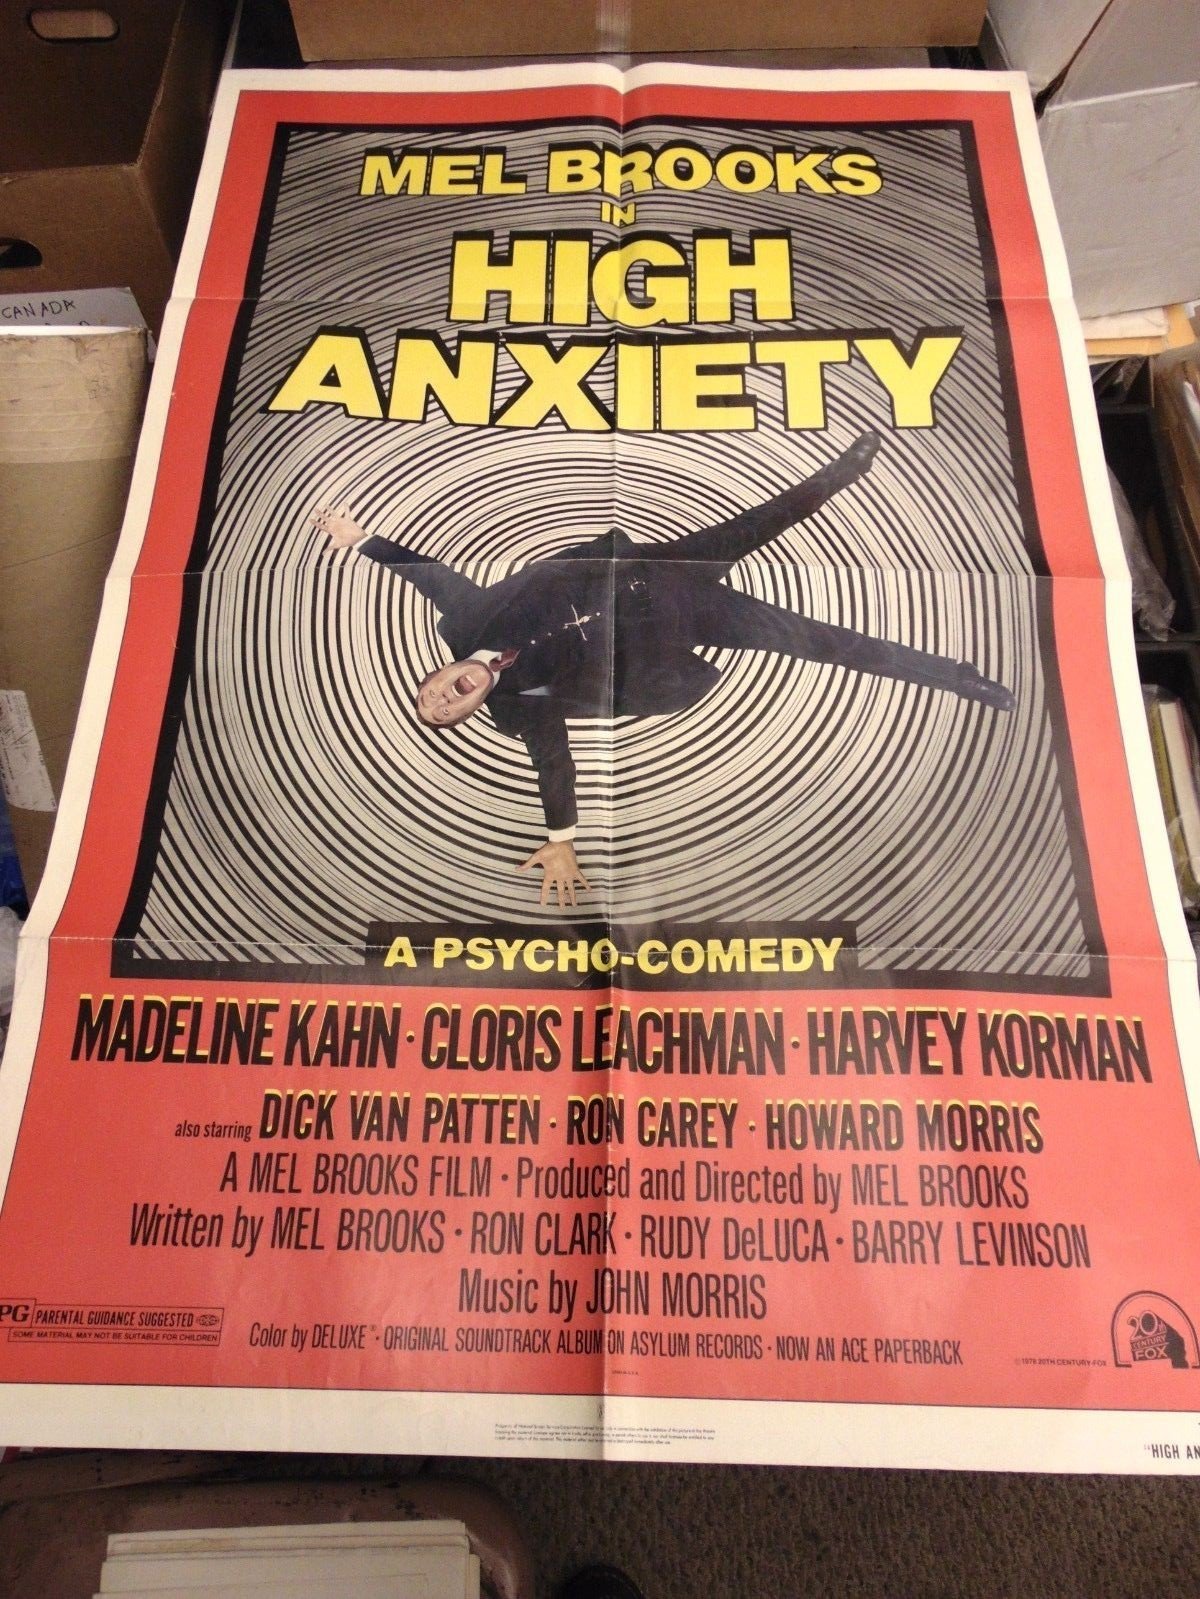 MEL BROOKS
IN
HIGH
ANXIETY
CANADA
A PSYCHO-COMEDY
MADELINE KAHN · CLORIS LEACHMAN · HARVEY KORMAN
also starring DICK VAN PATTEN · RON CAREY · HOWARD MORRIS
A MEL BROOKS FILM · Produced and Directed by MEL BROOKS
Written by MEL BROOKS · RON CLARK · RUDY DeLUCA · BARRY LEVINSON
Music by JOHN MORRIS
PG PARENTAL GUIDANCE SUGGESTED
SOME MATERIAL MAY NOT BE SUITABLE FOR CHILDREN
Color by DELUXE® · ORIGINAL SOUNDTRACK ALBUM ON ASYLUM RECORDS · NOW AN ACE PAPERBACK
© 1978 20TH CENTURY-FOX
20TH
CENTURY
FOX
"HIGH AN